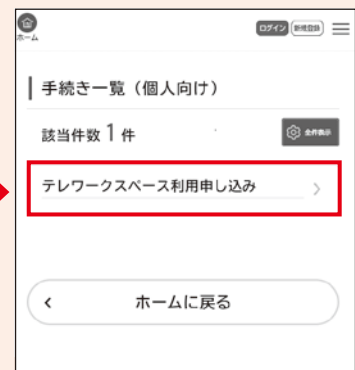 ホーム
ログイン 新規登録
手続き一覧（個人向け）
該当件数 1 件
全件表示
テレワークスペース利用申し込み
ホームに戻る